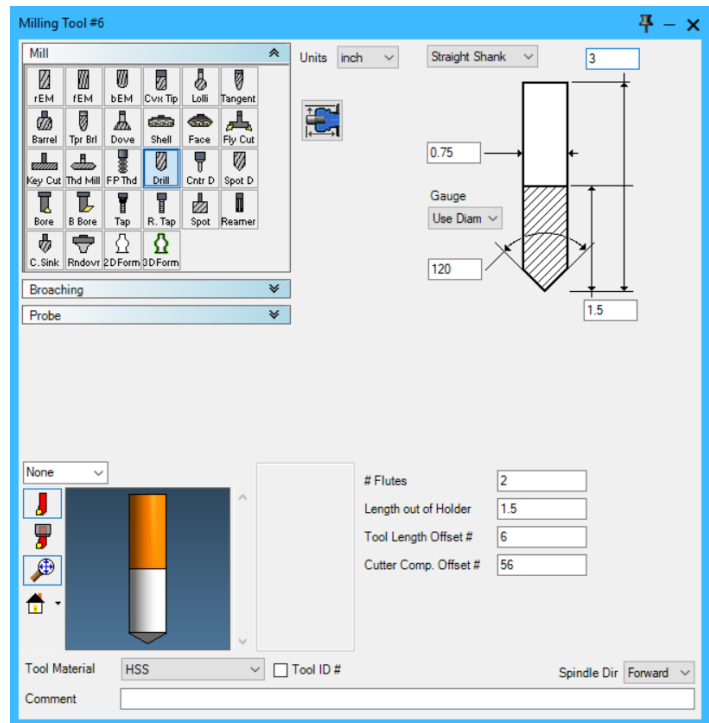 Milling Tool #6
Mill
Units inch Straight Shank 3
rEM fEM bEM Cvx Tip Lolli Tangent
Barrel Tpr Brl Dove Shell Face Fly Cut
Key Cut Thd Mill FP Thd Drill Cntr D Spot D
Bore B Bore Tap R. Tap Spot Reamer
C.Sink Rndovr 2DForm 3DForm
0.75
Gauge
Use Diam
120
1.5
Broaching
Probe
None
# Flutes 2
Length out of Holder 1.5
Tool Length Offset # 6
Cutter Comp. Offset # 56
Tool Material HSS Tool ID # Spindle Dir Forward
Comment